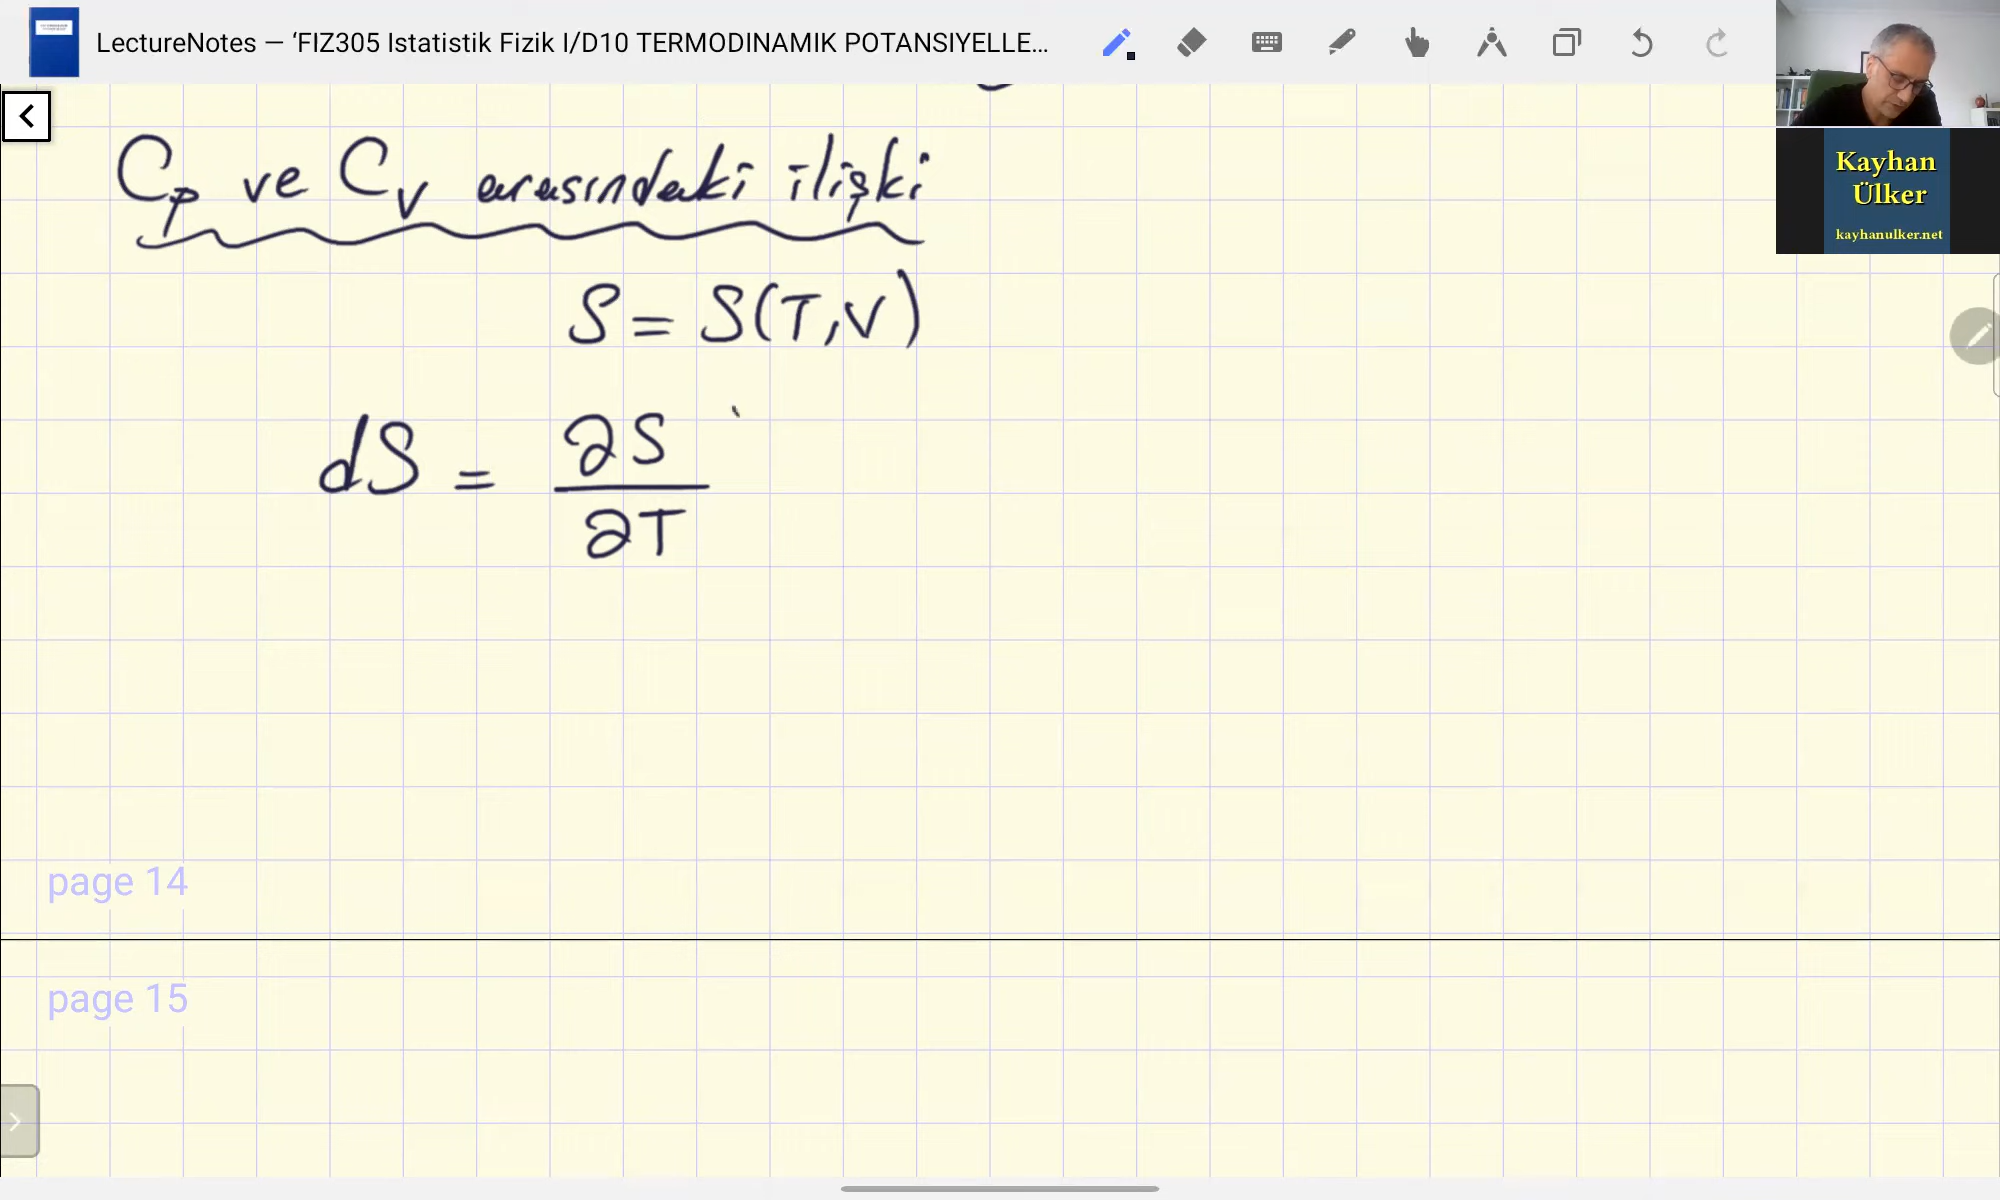 LectureNotes — ‘FIZ305 Istatistik Fizik I/D10 TERMODINAMIK POTANSIYELLE...
Kayhan
Ülker
kayhanulker.net
Cp ve Cv arasındaki ilişki
S = S(T,V)
dS = ∂S
∂T
page 14
page 15